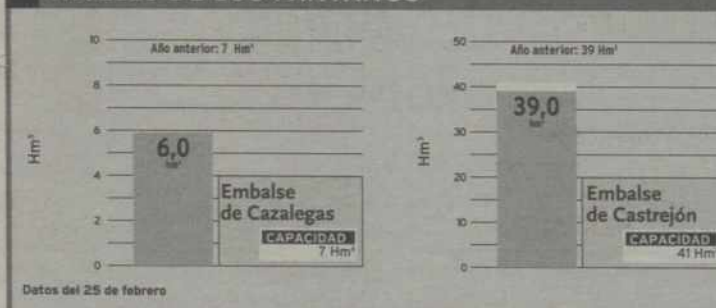 Hm³
10
8
6
4
2
0
Año anterior: 7 Hm³
6,0
hm³
Embalse
de Cazalegas
CAPACIDAD
7 Hm³
Hm³
50
40
30
20
10
0
Año anterior: 39 Hm³
39,0
hm³
Embalse
de Castrejón
CAPACIDAD
41 Hm³
Datos del 25 de febrero